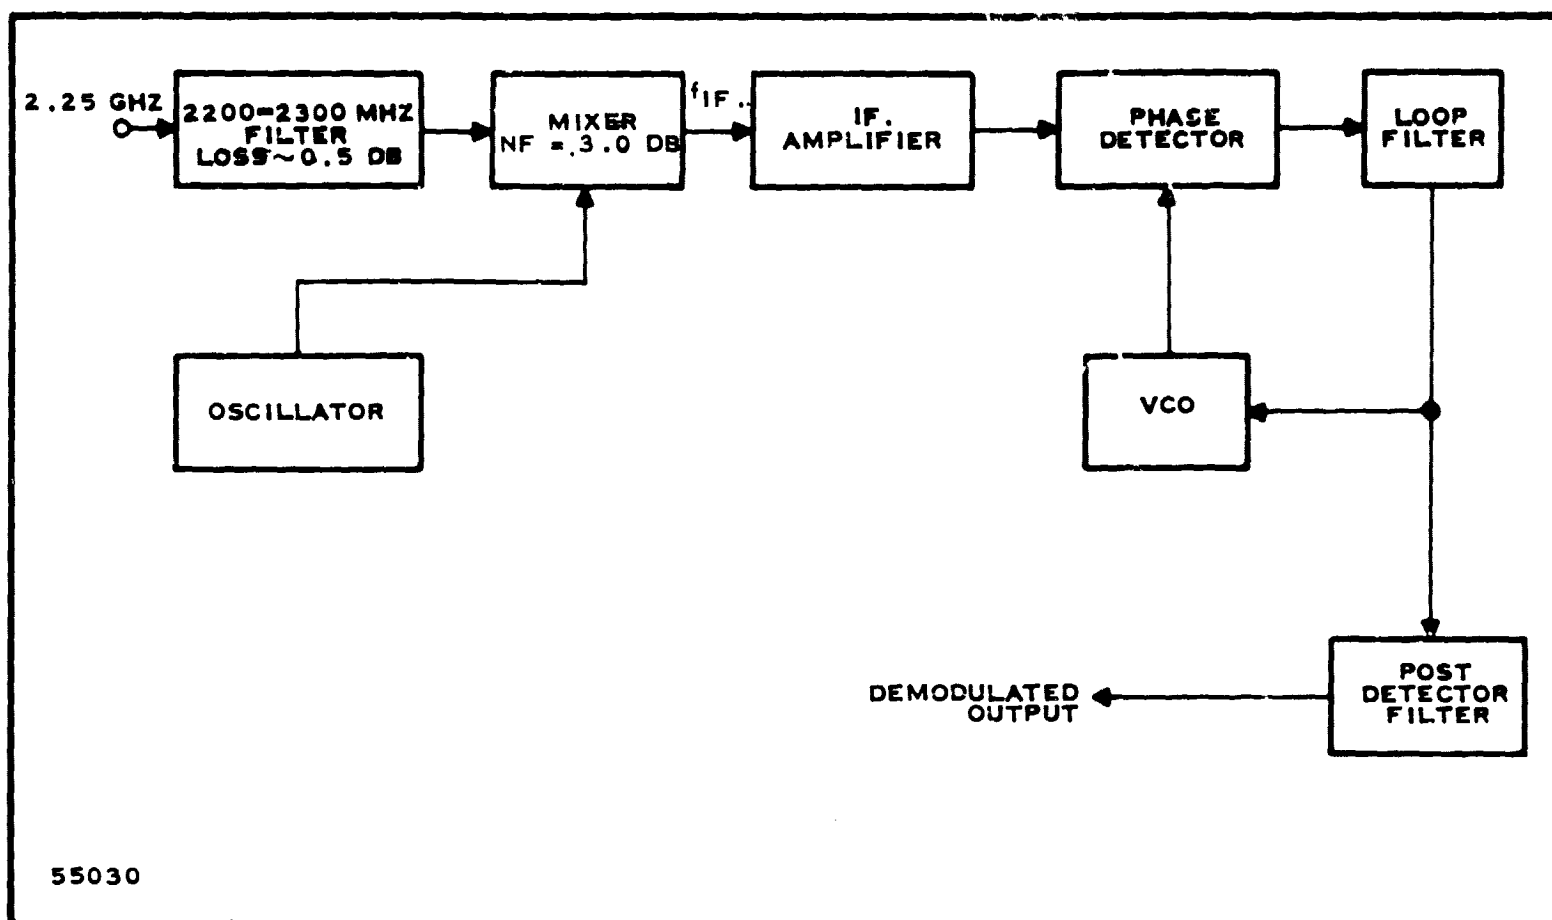 2.25 GHZ
2200-2300 MHZ
FILTER
LOSS~0.5 DB
MIXER
NF = .3.0 DB
fIF..
IF.
AMPLIFIER
PHASE
DETECTOR
LOOP
FILTER
OSCILLATOR
VCO
POST
DETECTOR
FILTER
DEMODULATED
OUTPUT
55030